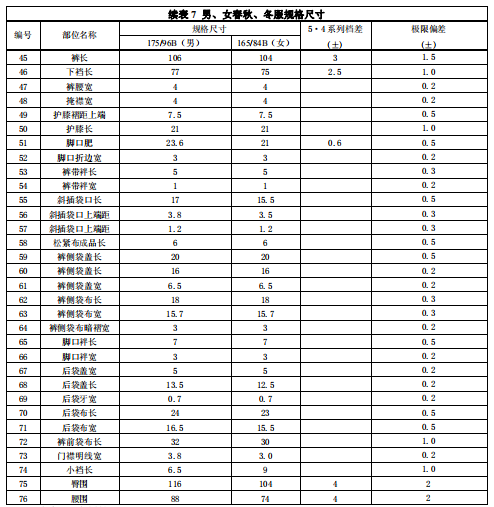 续表 7 男、女春秋、冬服规格尺寸
编号 部位名称 规格尺寸 5·4系列档差(±) 极限偏差(±)
175/96B(男) 165/84B(女)
45 裤长 106 104 3 1.5
46 下裆长 77 75 2.5 1.0
47 裤腰宽 4 4 0.2
48 掩襟宽 4 4 0.2
49 护膝褶距上端 7.5 7.5 0.5
50 护膝长 21 21 1.0
51 脚口肥 23.6 21 0.6 0.5
52 脚口折边宽 3 3 0.2
53 裤带袢长 5 5 0.3
54 裤带袢宽 1 1 0.2
55 斜插袋口长 17 15.5 0.5
56 斜插袋口上端距 3.8 3.5 0.3
57 斜插袋口上端距 1.2 1.2 0.3
58 松紧布成品长 6 6 0.5
59 裤侧袋盖长 20 20 0.5
60 裤侧袋盖长 16 16 0.2
61 裤侧袋盖宽 6.5 6.5 0.2
62 裤侧袋布长 18 18 0.3
63 裤侧袋布宽 15.7 15.7 0.3
64 裤侧袋布暗褶宽 3 3 0.2
65 脚口袢长 7 7 0.5
66 脚口袢宽 3 3 0.2
67 后袋盖宽 5 5 0.2
68 后袋盖长 13.5 12.5 0.2
69 后袋牙宽 0.7 0.7 0.2
70 后袋布长 24 23 0.5
71 后袋布宽 16.5 15.5 0.5
72 裤前袋布长 32 30 1.0
73 门襟明线宽 3.8 3.0 0.2
74 小裆长 6.5 9 1.0
75 臀围 116 104 4 2
76 腰围 88 74 4 2